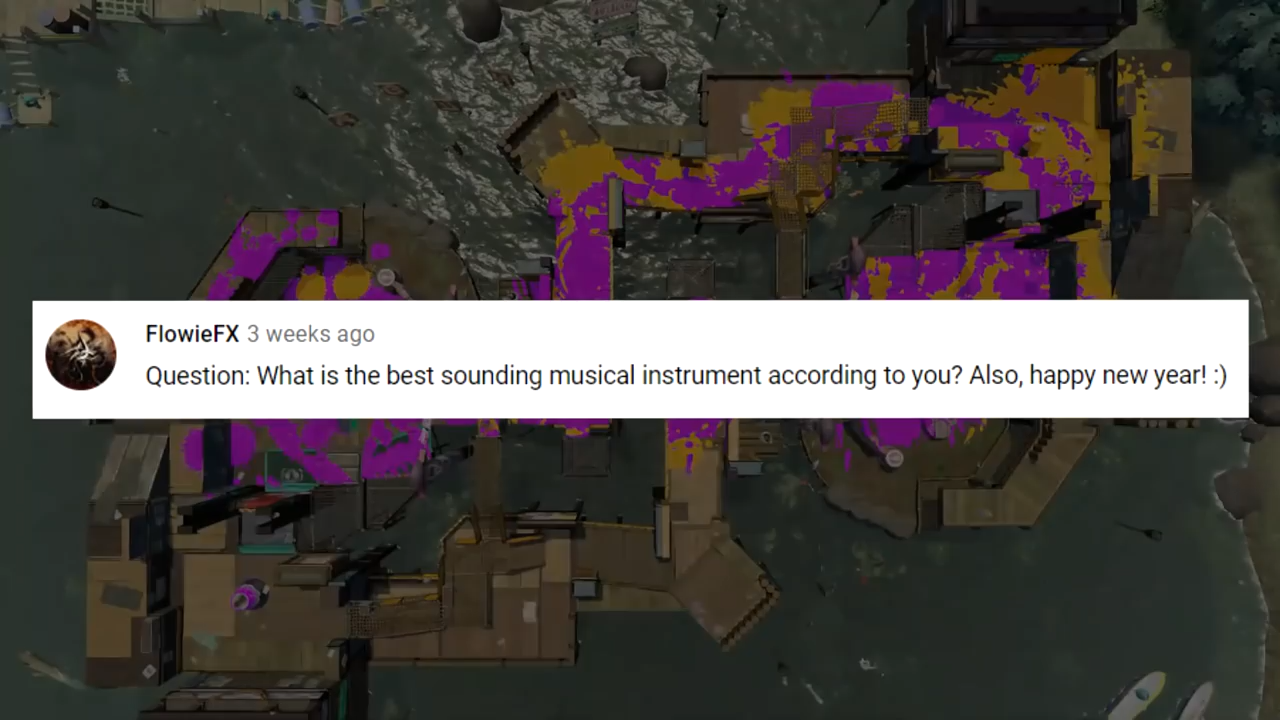 FlowieFX 3 weeks ago
Question: What is the best sounding musical instrument according to you? Also, happy new year! :)